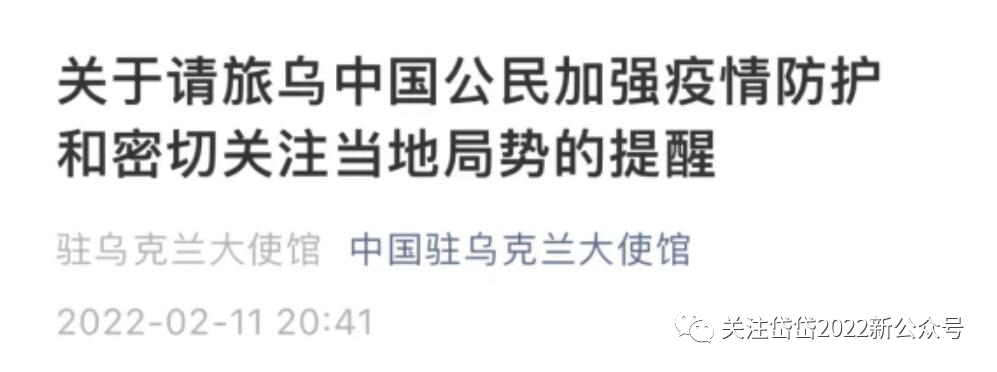 关于请旅乌中国公民加强疫情防护
和密切关注当地局势的提醒
驻乌克兰大使馆 中国驻乌克兰大使馆
2022-02-11 20:41
关注岱岱2022新公众号